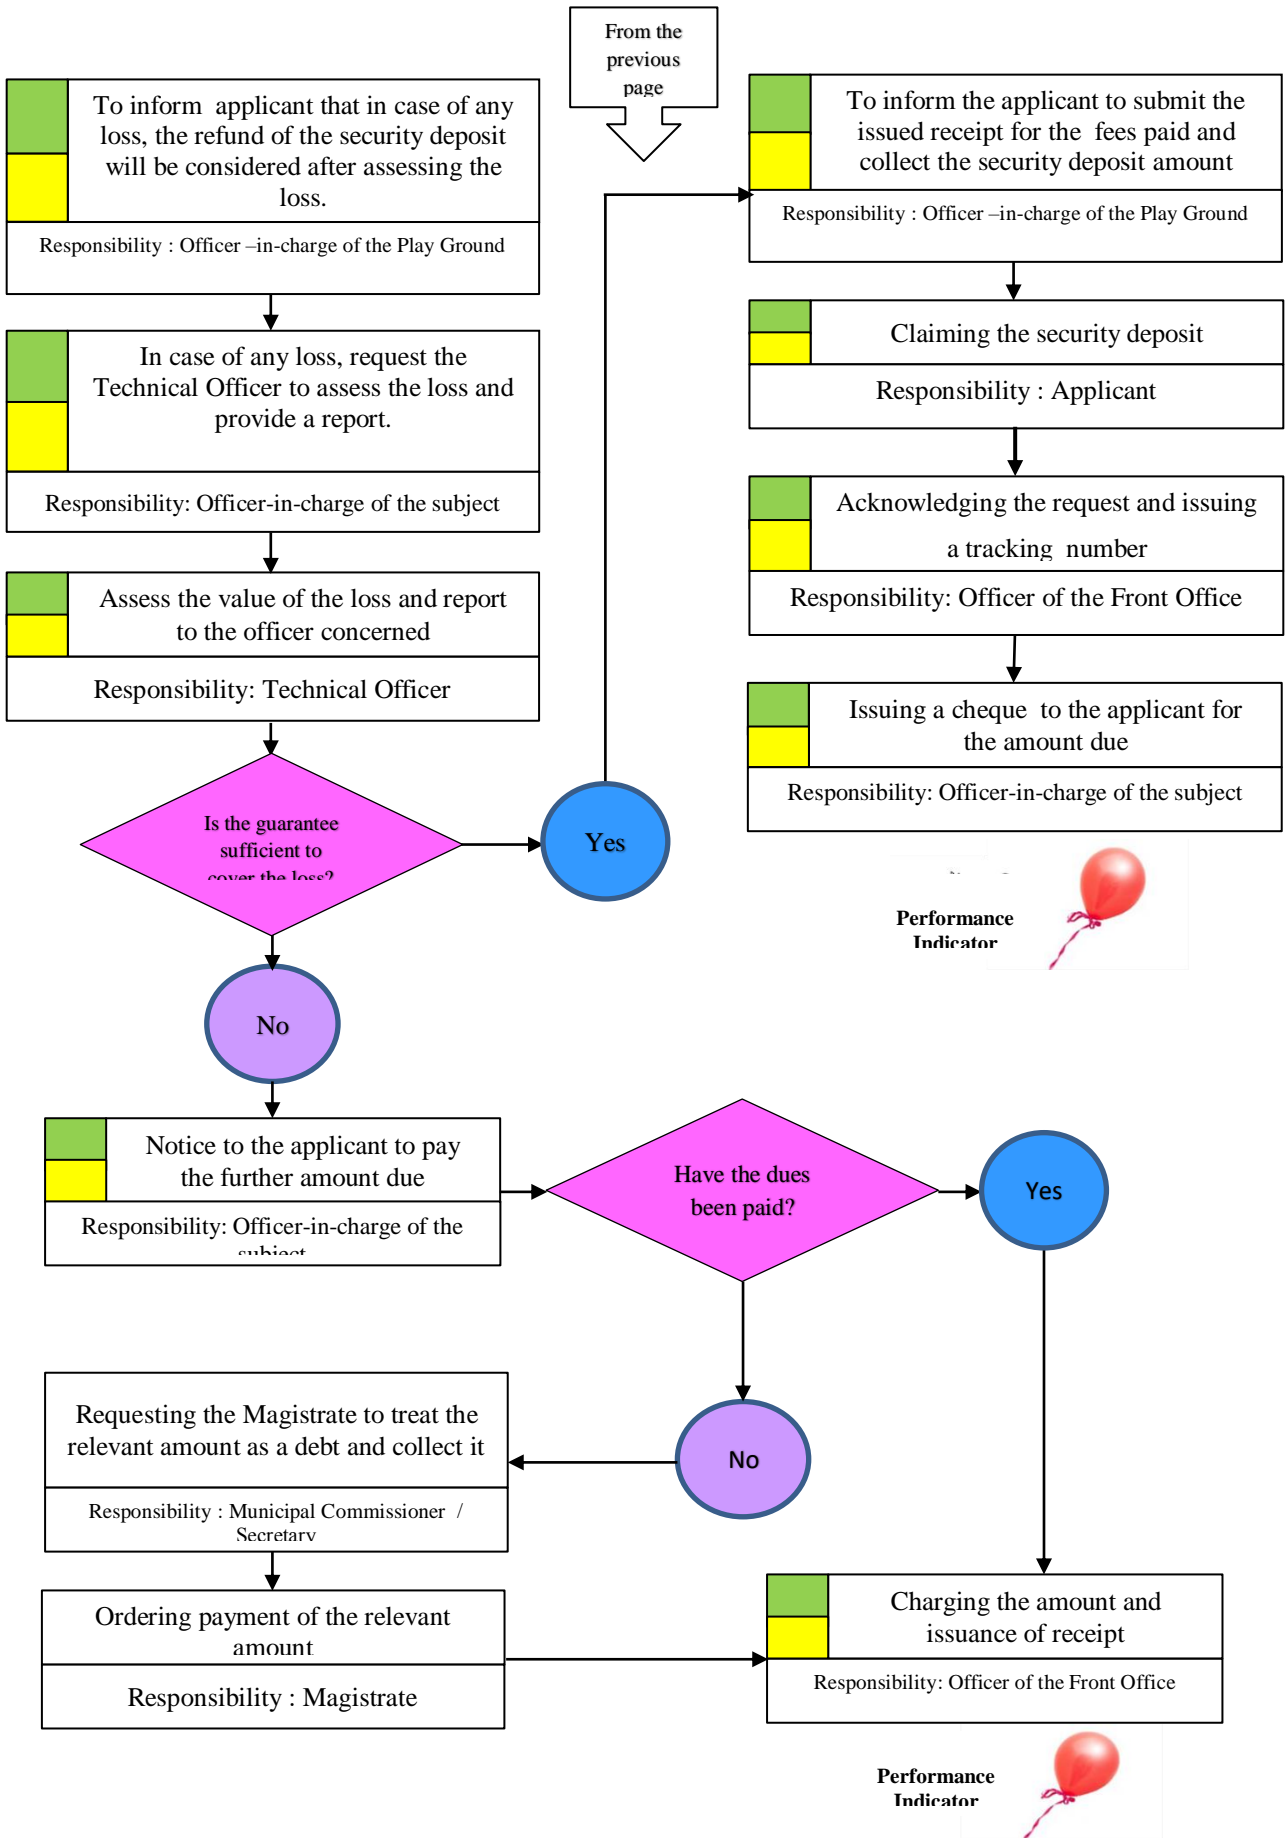 From the
previous
page
To inform applicant that in case of any
loss, the refund of the security deposit
will be considered after assessing the
loss.
Responsibility : Officer –in-charge of the Play Ground
In case of any loss, request the
Technical Officer to assess the loss and
provide a report.
Responsibility: Officer-in-charge of the subject
Assess the value of the loss and report
to the officer concerned
Responsibility: Technical Officer
Is the guarantee
sufficient to
cover the loss?
Yes
No
To inform the applicant to submit the
issued receipt for the fees paid and
collect the security deposit amount
Responsibility : Officer –in-charge of the Play Ground
Claiming the security deposit
Responsibility : Applicant
Acknowledging the request and issuing
a tracking number
Responsibility: Officer of the Front Office
Issuing a cheque to the applicant for
the amount due
Responsibility: Officer-in-charge of the subject
Performance
Indicator
Notice to the applicant to pay
the further amount due
Responsibility: Officer-in-charge of the
subject
Have the dues
been paid?
Yes
No
Requesting the Magistrate to treat the
relevant amount as a debt and collect it
Responsibility : Municipal Commissioner /
Secretary
Ordering payment of the relevant
amount
Responsibility : Magistrate
Charging the amount and
issuance of receipt
Responsibility: Officer of the Front Office
Performance
Indicator